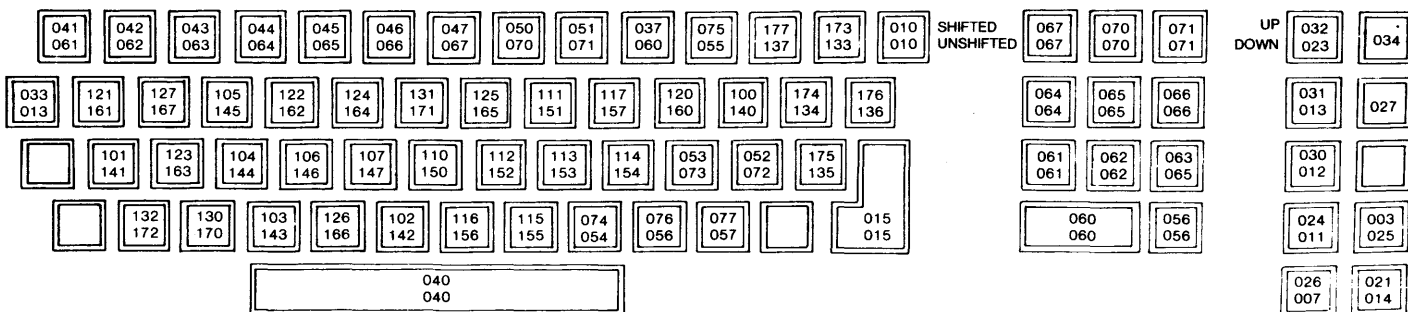 041 042 043 044 045 046 047 050 051 037 075 177 173 010 SHIFTED 067 070 071 UP 032 034
061 062 063 064 065 066 067 070 071 060 055 137 133 010 UNSHIFTED 067 070 071 DOWN 023
033 121 127 105 122 124 131 125 111 117 120 100 174 176 064 065 066 031 027
013 161 167 145 162 164 171 165 151 157 160 140 134 136 064 065 066 013
101 123 104 106 107 110 112 113 114 053 052 175 061 062 063 030
141 163 144 146 147 150 152 153 154 073 072 135 061 062 065 012
132 130 103 126 102 116 115 074 076 077 015 060 056 024 003
172 170 143 166 142 156 155 054 056 057 015 060 056 011 025
040 026 021
040 007 014